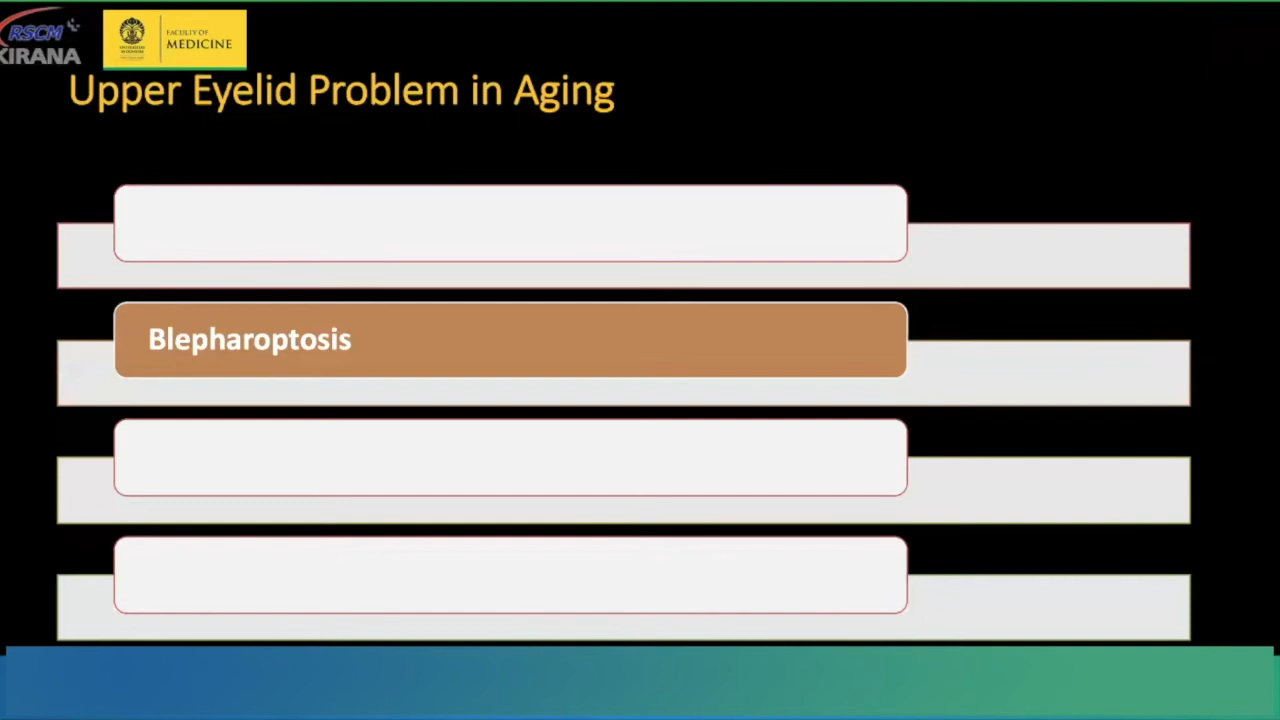 RSCM
KIRANA
FACULTY OF
MEDICINE
Upper Eyelid Problem in Aging
Blepharoptosis